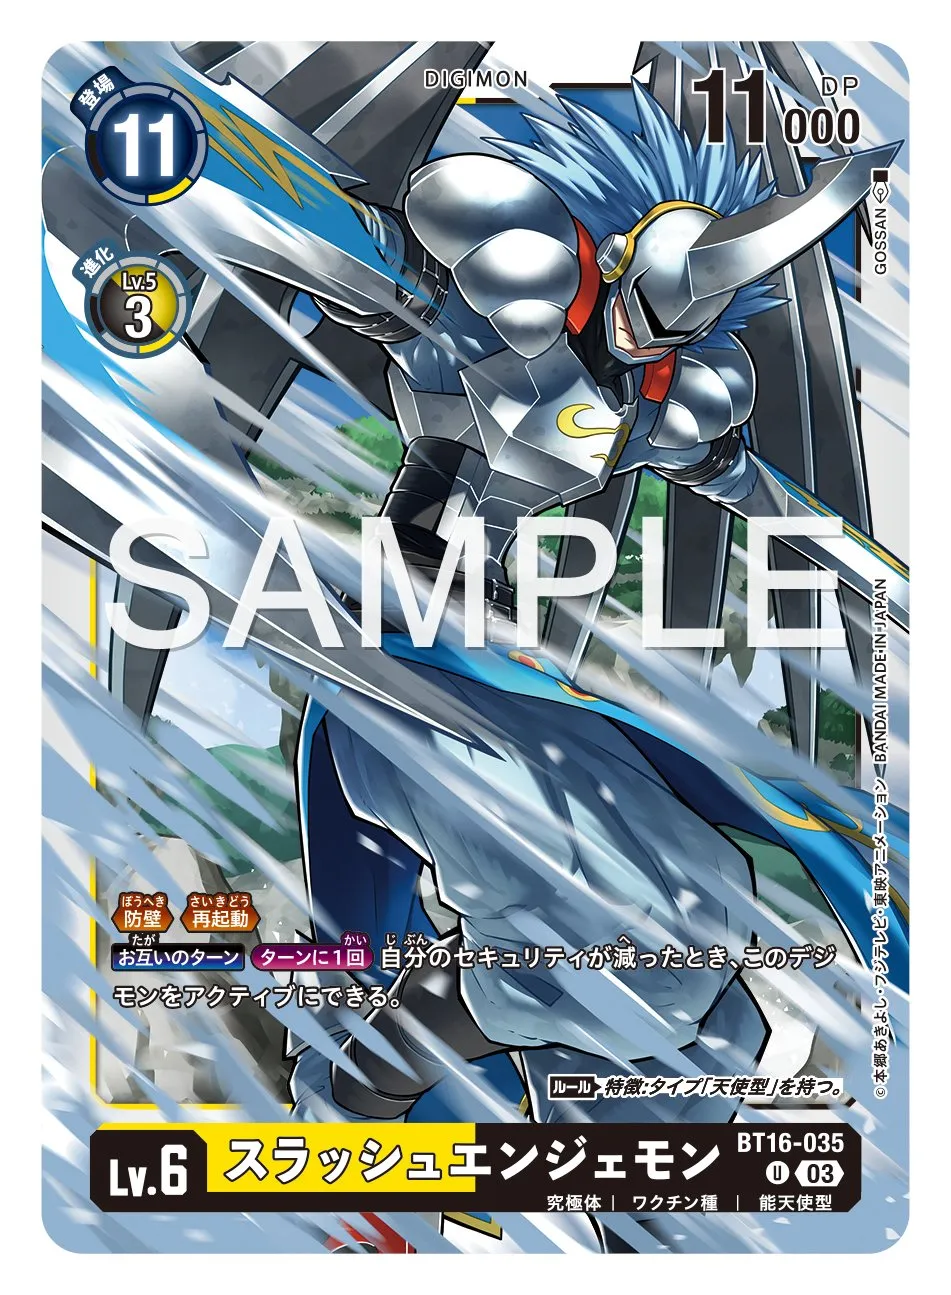 DIGIMON
登場
11
11000
DP
進化
Lv.5
3
GOSSAN
SAMPLE
BANDAI MADE IN JAPAN
©本郷あきよし・フジテレビ・東映アニメーション
ぼうへき さいきどう
防壁 再起動
たが かい じ ぶん へ
お互いのターン ターンに1回 自分のセキュリティが減ったとき、このデジ
モンをアクティブにできる。
ルール 特徴:タイプ「天使型」を持つ。
Lv.6
スラッシュエンジェモン
BT16-035
U 03
究極体 | ワクチン種 | 能天使型